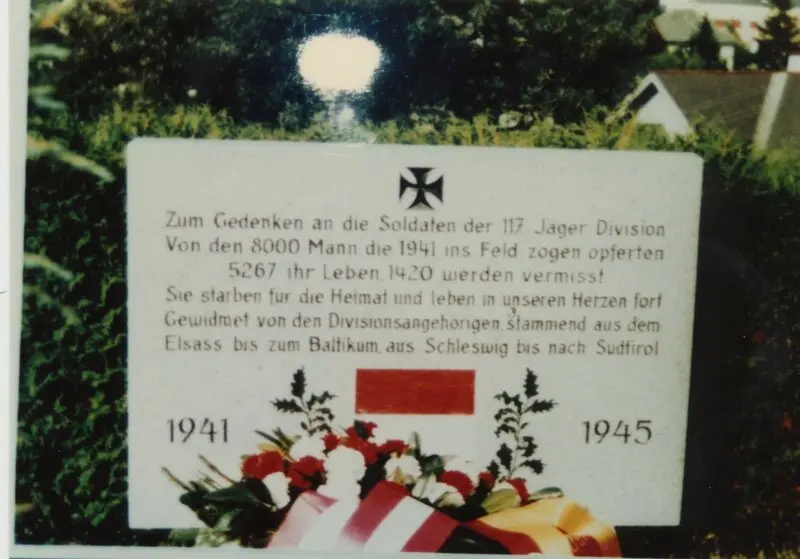 Zum Gedenken an die Soldaten der 117 Jäger Division
Von den 8000 Mann die 1941 ins Feld zogen opferten
5267 ihr Leben. 1420 werden vermisst
Sie starben für die Heimat und leben in unseren Herzen fort
Gewidmet von den Divisionsangehörigen, stammend aus dem
Elsass bis zum Baltikum, aus Schleswig bis nach Südtirol
1941 1945